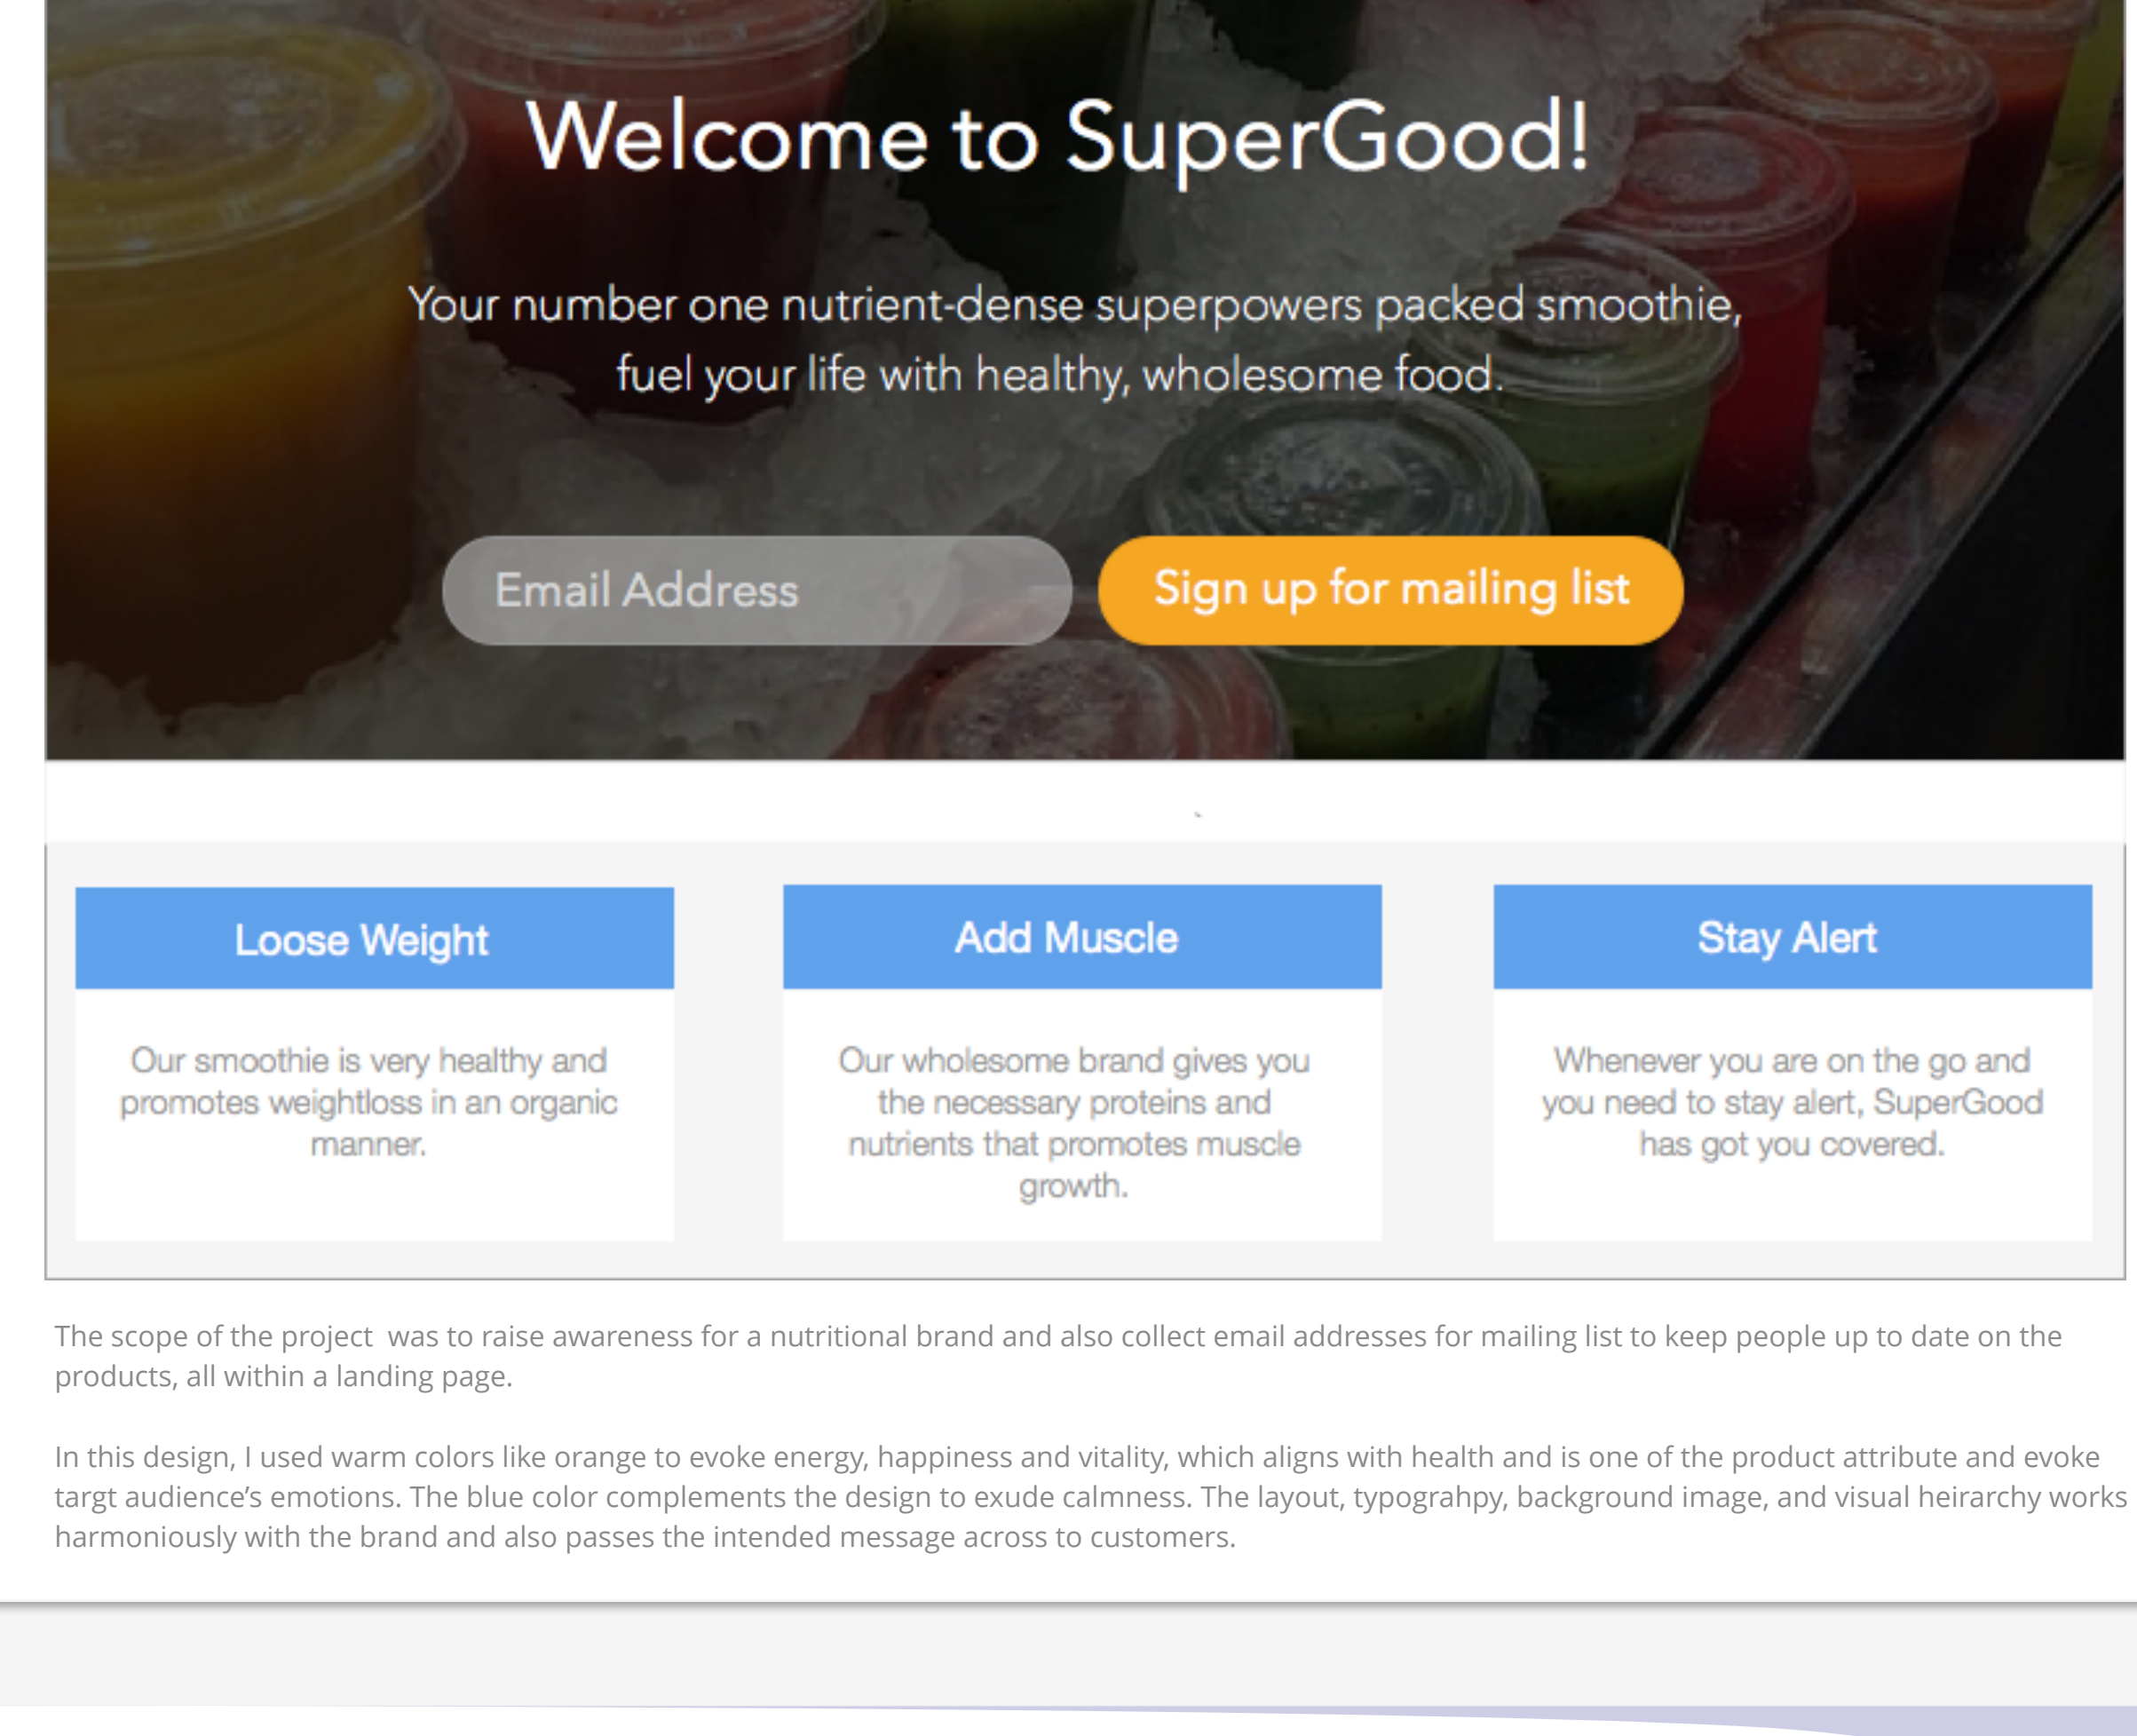 Welcome to SuperGood!
Your number one nutrient-dense superpowers packed smoothie,
fuel your life with healthy, wholesome food.
Email Address
Sign up for mailing list
Loose Weight
Our smoothie is very healthy and
promotes weightloss in an organic
manner.
Add Muscle
Our wholesome brand gives you
the necessary proteins and
nutrients that promotes muscle
growth.
Stay Alert
Whenever you are on the go and
you need to stay alert, SuperGood
has got you covered.
The scope of the project  was to raise awareness for a nutritional brand and also collect email addresses for mailing list to keep people up to date on the
products, all within a landing page.
In this design, I used warm colors like orange to evoke energy, happiness and vitality, which aligns with health and is one of the product attribute and evoke
targt audience’s emotions. The blue color complements the design to exude calmness. The layout, typograhpy, background image, and visual heirarchy works
harmoniously with the brand and also passes the intended message across to customers.